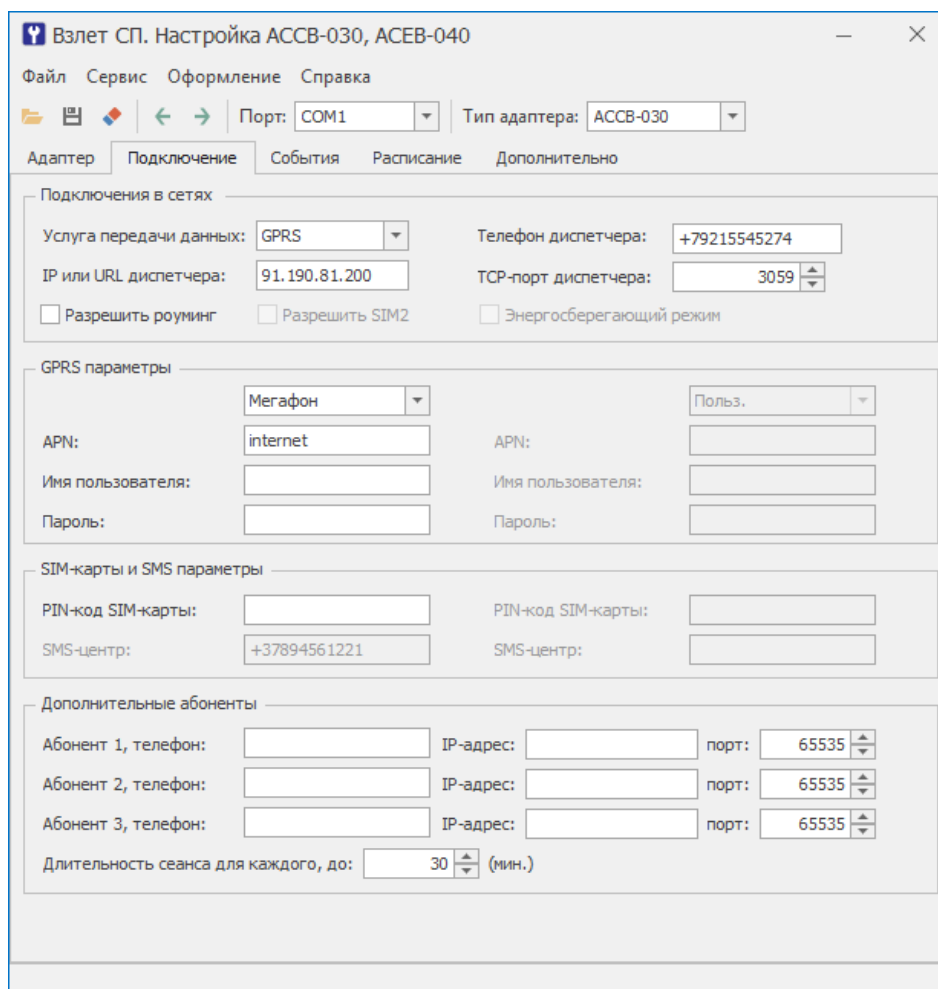 Взлет СП. Настройка АССВ-030, АСЕВ-040
Файл Сервис Оформление Справка
Порт: COM1 Тип адаптера: АССВ-030
Адаптер Подключение События Расписание Дополнительно
Подключения в сетях
Услуга передачи данных: GPRS Телефон диспетчера: +79215545274
IP или URL диспетчера: 91.190.81.200 TCP-порт диспетчера: 3059
Разрешить роуминг Разрешить SIM2 Энергосберегающий режим
GPRS параметры
Мегафон Польз.
APN: internet APN:
Имя пользователя: Имя пользователя:
Пароль: Пароль:
SIM-карты и SMS параметры
PIN-код SIM-карты: PIN-код SIM-карты:
SMS-центр: +37894561221 SMS-центр:
Дополнительные абоненты
Абонент 1, телефон: IP-адрес: порт: 65535
Абонент 2, телефон: IP-адрес: порт: 65535
Абонент 3, телефон: IP-адрес: порт: 65535
Длительность сеанса для каждого, до: 30 (мин.)